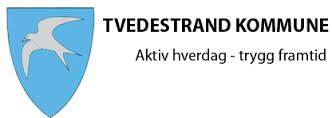 TVEDESTRAND KOMMUNE
Aktiv hverdag - trygg framtid